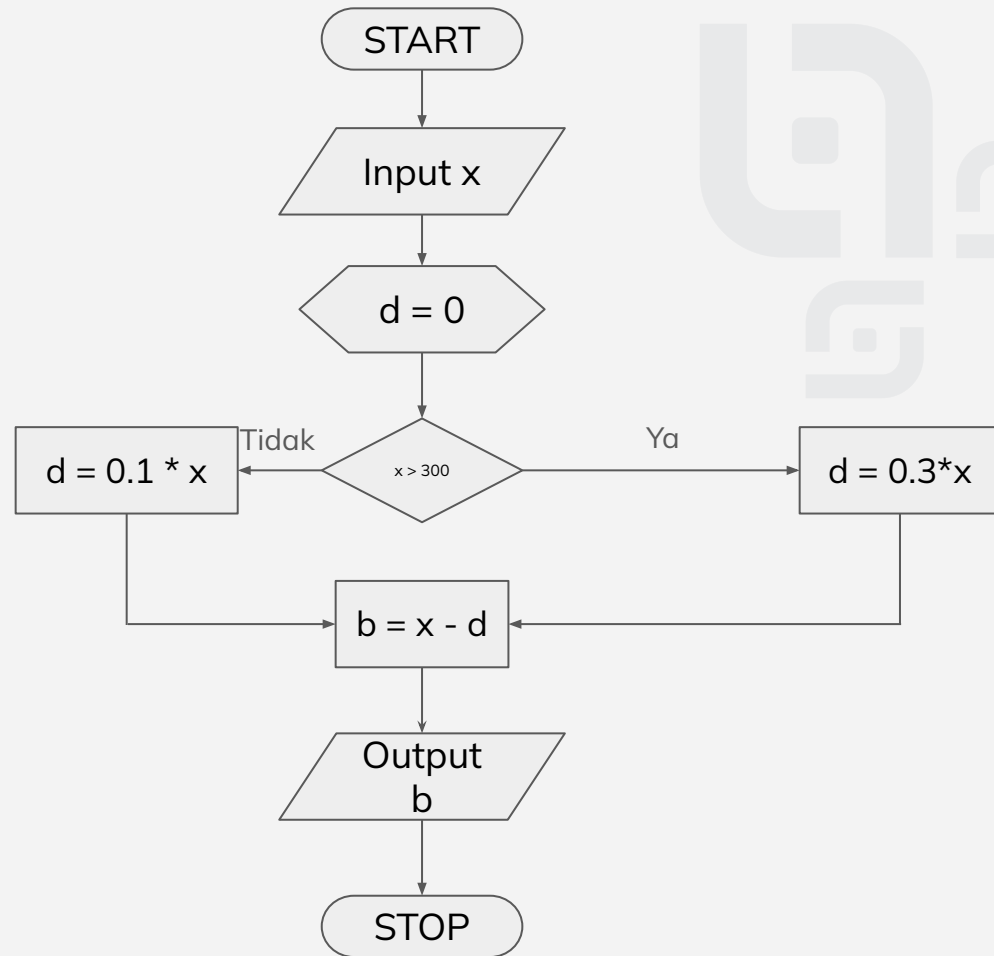 START
Input x
d = 0
Tidak
Ya
d = 0.1 * x
x > 300
d = 0.3*x
b = x - d
Output
b
STOP